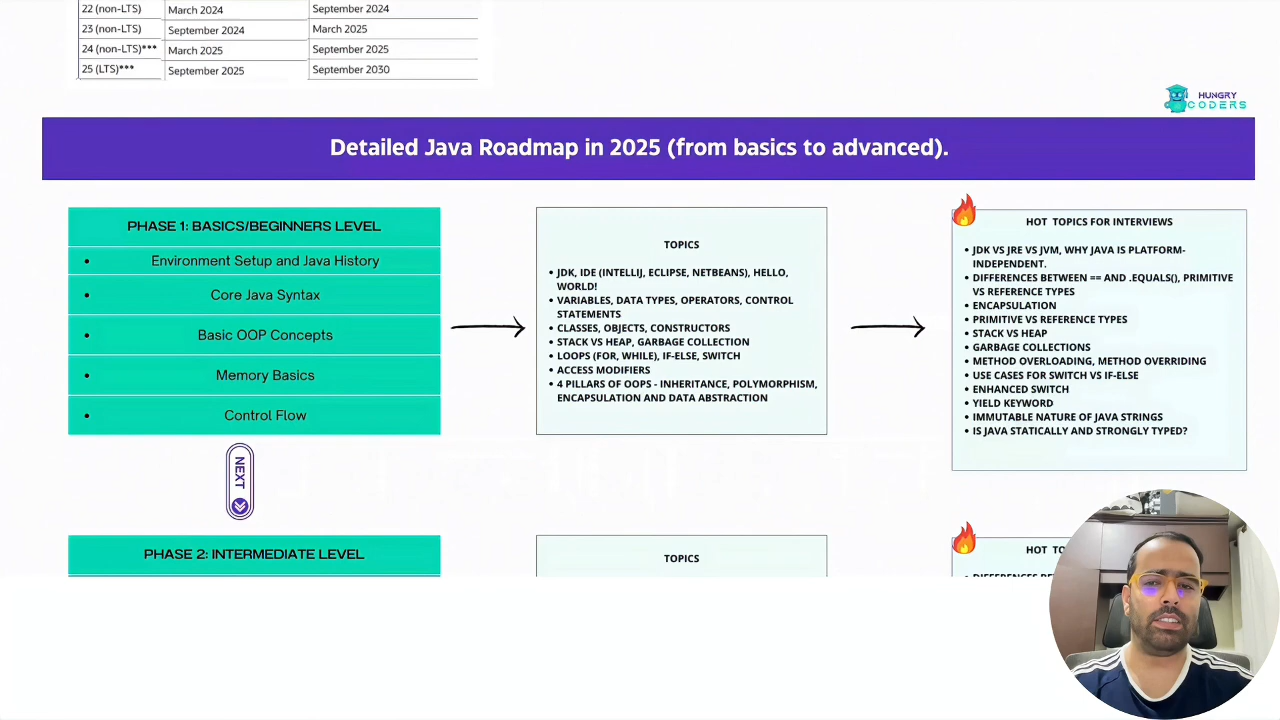 22 (non-LTS) March 2024 September 2024
23 (non-LTS) September 2024 March 2025
24 (non-LTS)*** March 2025 September 2025
25 (LTS)*** September 2025 September 2030
HUNGRY
CODERS
Detailed Java Roadmap in 2025 (from basics to advanced).
PHASE 1: BASICS/BEGINNERS LEVEL
• Environment Setup and Java History
• Core Java Syntax
• Basic OOP Concepts
• Memory Basics
• Control Flow
TOPICS
• JDK, IDE (INTELLIJ, ECLIPSE, NETBEANS), HELLO,
WORLD!
• VARIABLES, DATA TYPES, OPERATORS, CONTROL
STATEMENTS
• CLASSES, OBJECTS, CONSTRUCTORS
• STACK VS HEAP, GARBAGE COLLECTION
• LOOPS (FOR, WHILE), IF-ELSE, SWITCH
• ACCESS MODIFIERS
• 4 PILLARS OF OOPS - INHERITANCE, POLYMORPHISM,
ENCAPSULATION AND DATA ABSTRACTION
HOT TOPICS FOR INTERVIEWS
• JDK VS JRE VS JVM, WHY JAVA IS PLATFORM-
INDEPENDENT.
• DIFFERENCES BETWEEN == AND .EQUALS(), PRIMITIVE
VS REFERENCE TYPES
• ENCAPSULATION
• PRIMITIVE VS REFERENCE TYPES
• STACK VS HEAP
• GARBAGE COLLECTIONS
• METHOD OVERLOADING, METHOD OVERRIDING
• USE CASES FOR SWITCH VS IF-ELSE
• ENHANCED SWITCH
• YIELD KEYWORD
• IMMUTABLE NATURE OF JAVA STRINGS
• IS JAVA STATICALLY AND STRONGLY TYPED?
NEXT
PHASE 2: INTERMEDIATE LEVEL
TOPICS
HOT